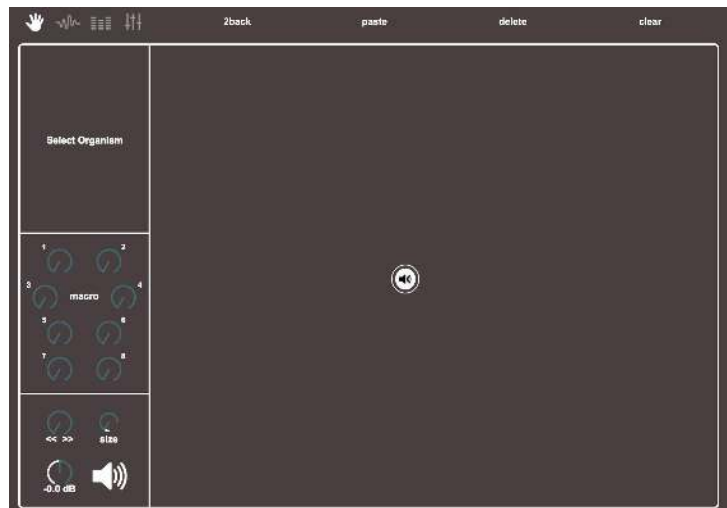 2back paste delete clear
Select Organism
1 2
3 macro 4
5 6
7 8
<< >> size
-0.0 dB